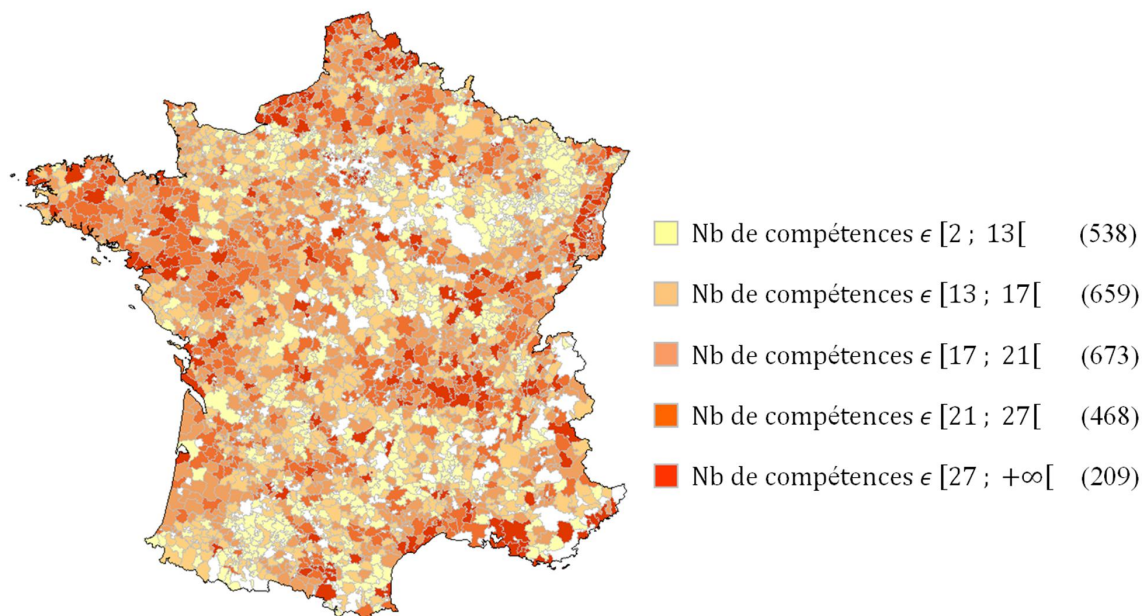 Nb de compétences ϵ [2 ; 13[ (538)
Nb de compétences ϵ [13 ; 17[ (659)
Nb de compétences ϵ [17 ; 21[ (673)
Nb de compétences ϵ [21 ; 27[ (468)
Nb de compétences ϵ [27 ; +∞[ (209)